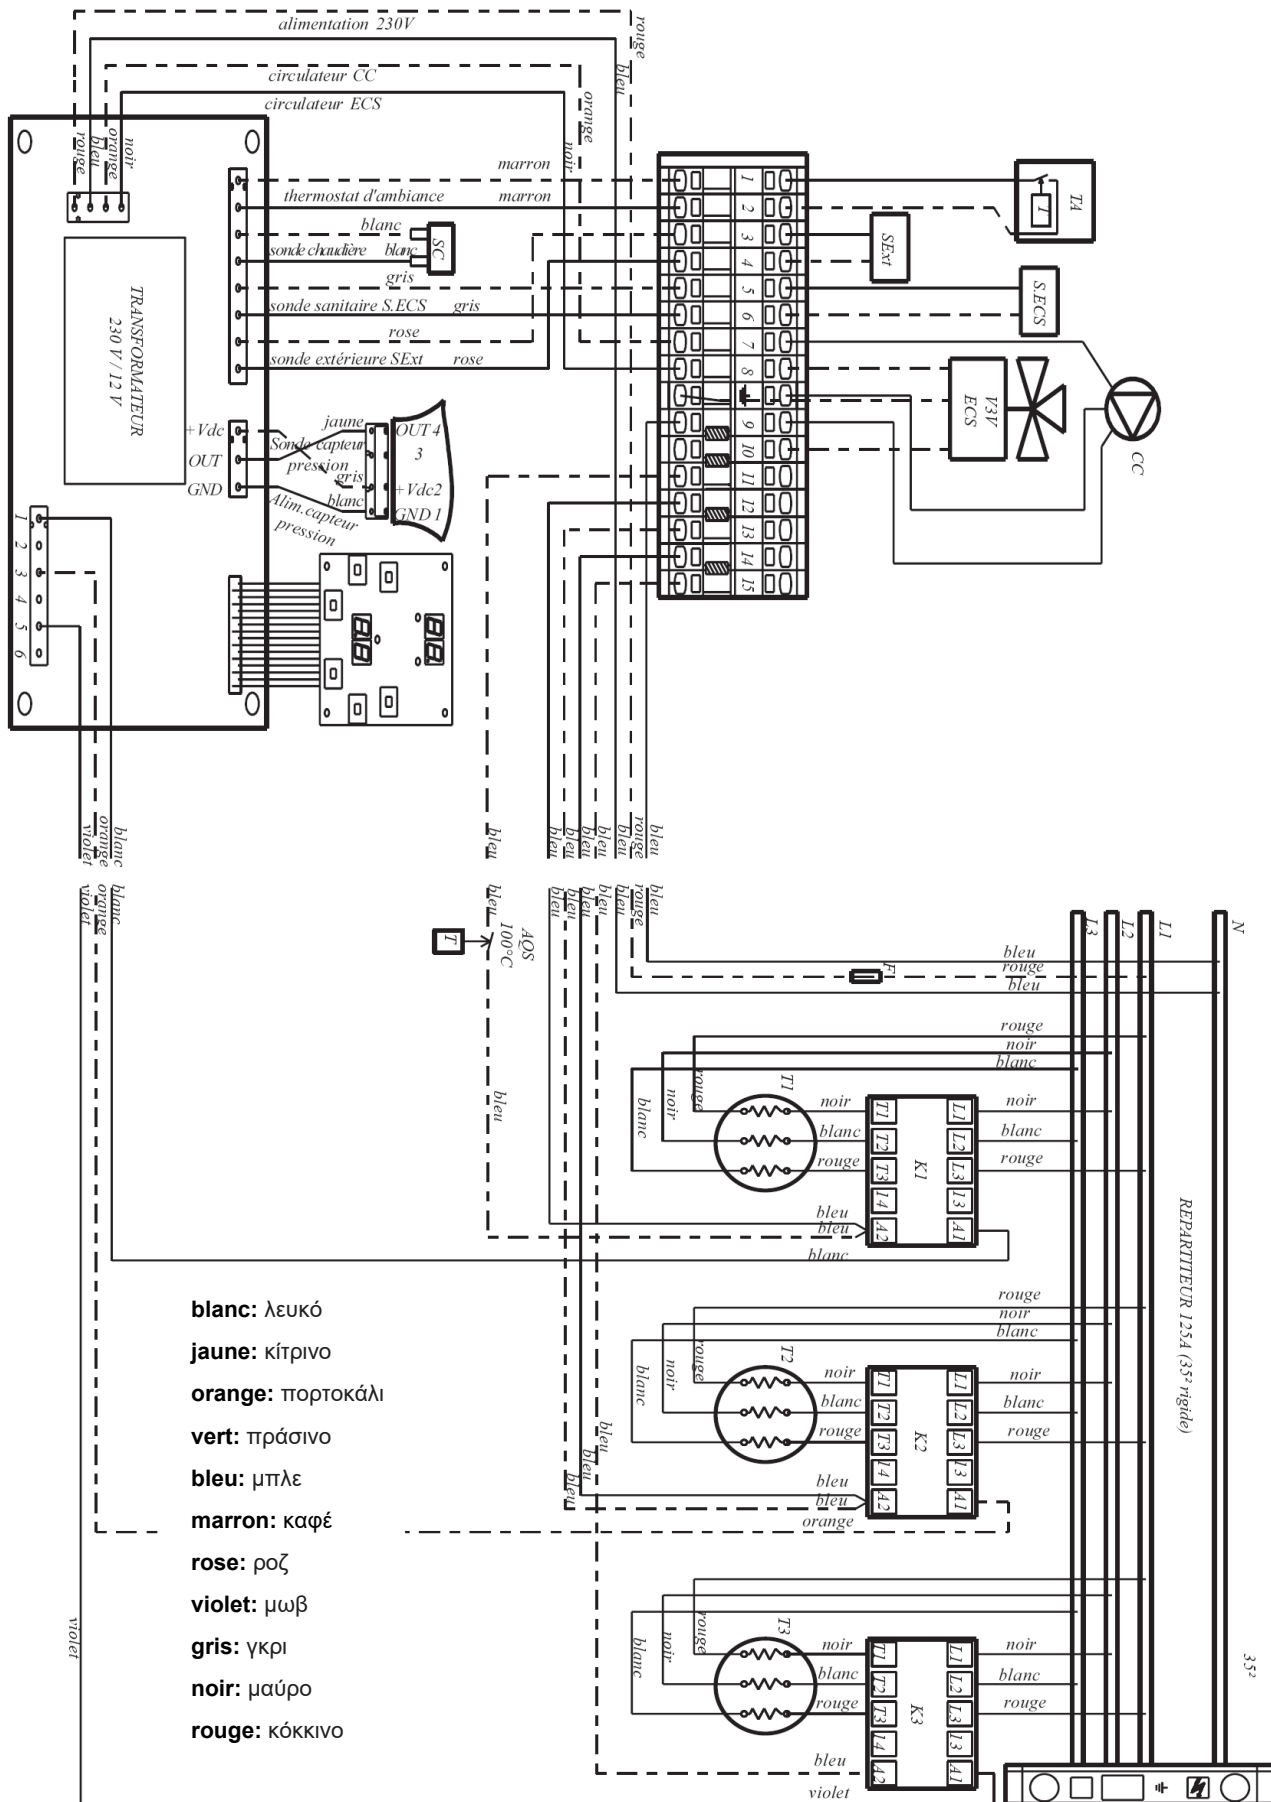 alimentation 230V
rouge
bleu
circulateur CC
circulateur ECS
orange
noir
rouge
bleu
orange
noir
marron
thermostat d'ambiance
marron
blanc
sonde chaudière
blanc
SC
gris
sonde sanitaire S.ECS
gris
rose
sonde extérieure SExt
rose
TRANSFORMATEUR
230 V / 12 V
+Vdc
OUT
GND
jaune
Sonde capteur
pression
gris
blanc
Alim.capteur
pression
OUT 4
3
+Vdc2
GND 1
1
2
3
4
5
6
1
2
3
4
5
6
7
8
9
10
11
12
13
14
15
TA
T
SExt
S.ECS
V3V
ECS
CC
violet
orange
blanc
bleu
bleu
bleu
bleu
bleu
bleu
rouge
bleu
violet
orange
blanc
bleu
bleu
bleu
bleu
bleu
bleu
rouge
bleu
T
AQS
100°C
L3
L2
L1
N
bleu
rouge
bleu
F
rouge
noir
blanc
rouge
noir
blanc
T1
noir
blanc
rouge
T1
T2
T3
14
A2
K1
L1
L2
L3
13
A1
noir
blanc
rouge
bleu
bleu
bleu
blanc
REPARTITEUR 125A (35² rigide)
rouge
noir
blanc
rouge
noir
blanc
T2
noir
blanc
rouge
T1
T2
T3
14
A2
K2
L1
L2
L3
13
A1
noir
blanc
rouge
bleu
bleu
orange
bleu
bleu
bleu
rouge
noir
blanc
T3
noir
blanc
rouge
T1
T2
T3
14
A2
K3
L1
L2
L3
13
A1
noir
blanc
rouge
bleu
violet
violet
35²
blanc: λευκό
jaune: κίτρινο
orange: πορτοκάλι
vert: πράσινο
bleu: μπλε
marron: καφέ
rose: ροζ
violet: μωβ
gris: γκρι
noir: μαύρο
rouge: κόκκινο